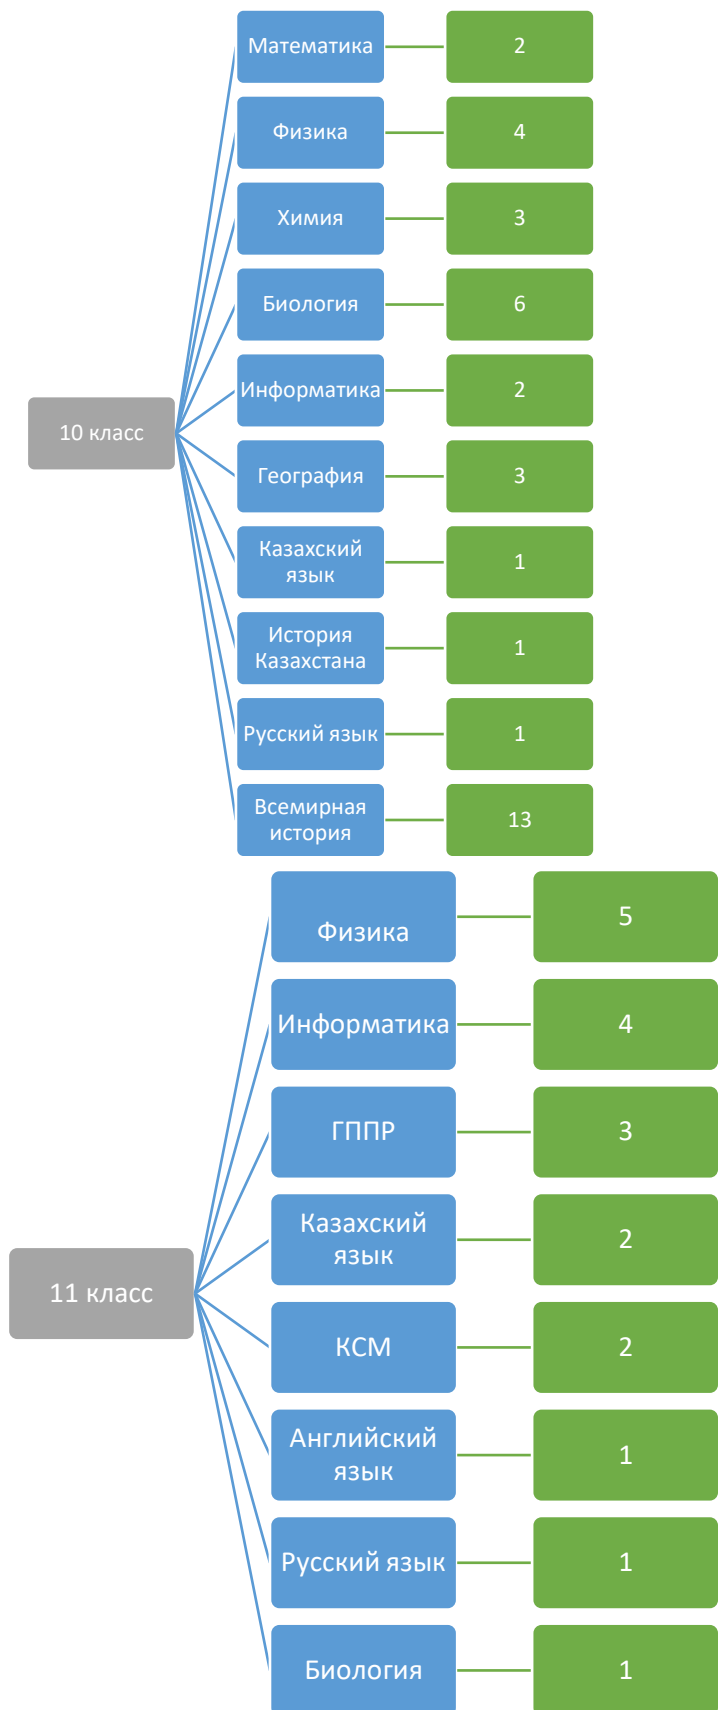 Математика
2
Физика
4
Химия
3
Биология
6
Информатика
2
10 класс
География
3
Казахский
язык
1
История
Казахстана
1
Русский язык
1
Всемирная
история
13
Физика
5
Информатика
4
ГППР
3
Казахский
язык
2
11 класс
КСМ
2
Английский
язык
1
Русский язык
1
Биология
1